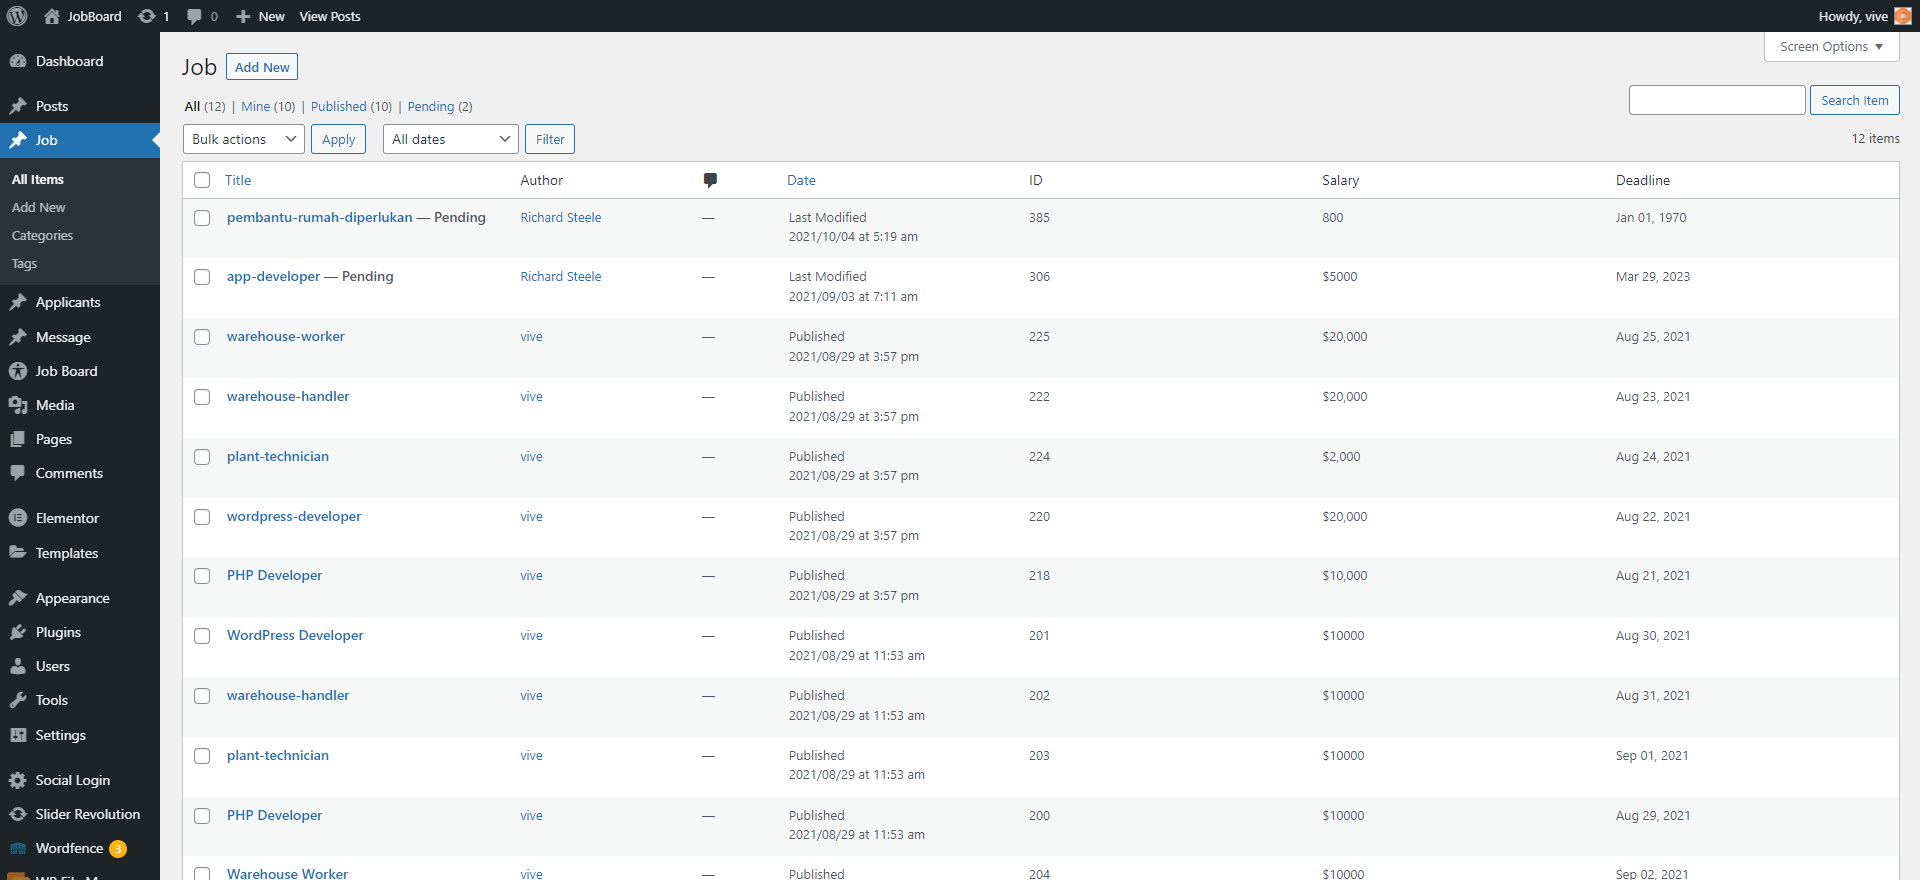 JobBoard 1 0 New View Posts Howdy, vive
Screen Options
Dashboard
Posts
Job
All Items
Add New
Categories
Tags
Applicants
Message
Job Board
Media
Pages
Comments
Elementor
Templates
Appearance
Plugins
Users
Tools
Settings
Social Login
Slider Revolution
Wordfence 3
Job Add New
All (12) | Mine (10) | Published (10) | Pending (2)
Search Item
Bulk actions Apply All dates Filter 12 items
Title Author Date ID Salary Deadline
pembantu-rumah-diperlukan — Pending Richard Steele — Last Modified 385 800 Jan 01, 1970
2021/10/04 at 5:19 am
app-developer — Pending Richard Steele — Last Modified 306 $5000 Mar 29, 2023
2021/09/03 at 7:11 am
warehouse-worker vive — Published 225 $20,000 Aug 25, 2021
2021/08/29 at 3:57 pm
warehouse-handler vive — Published 222 $20,000 Aug 23, 2021
2021/08/29 at 3:57 pm
plant-technician vive — Published 224 $2,000 Aug 24, 2021
2021/08/29 at 3:57 pm
wordpress-developer vive — Published 220 $20,000 Aug 22, 2021
2021/08/29 at 3:57 pm
PHP Developer vive — Published 218 $10,000 Aug 21, 2021
2021/08/29 at 3:57 pm
WordPress Developer vive — Published 201 $10000 Aug 30, 2021
2021/08/29 at 11:53 am
warehouse-handler vive — Published 202 $10000 Aug 31, 2021
2021/08/29 at 11:53 am
plant-technician vive — Published 203 $10000 Sep 01, 2021
2021/08/29 at 11:53 am
PHP Developer vive — Published 200 $10000 Aug 29, 2021
2021/08/29 at 11:53 am
Warehouse Worker vive — Published 204 $10000 Sep 02, 2021